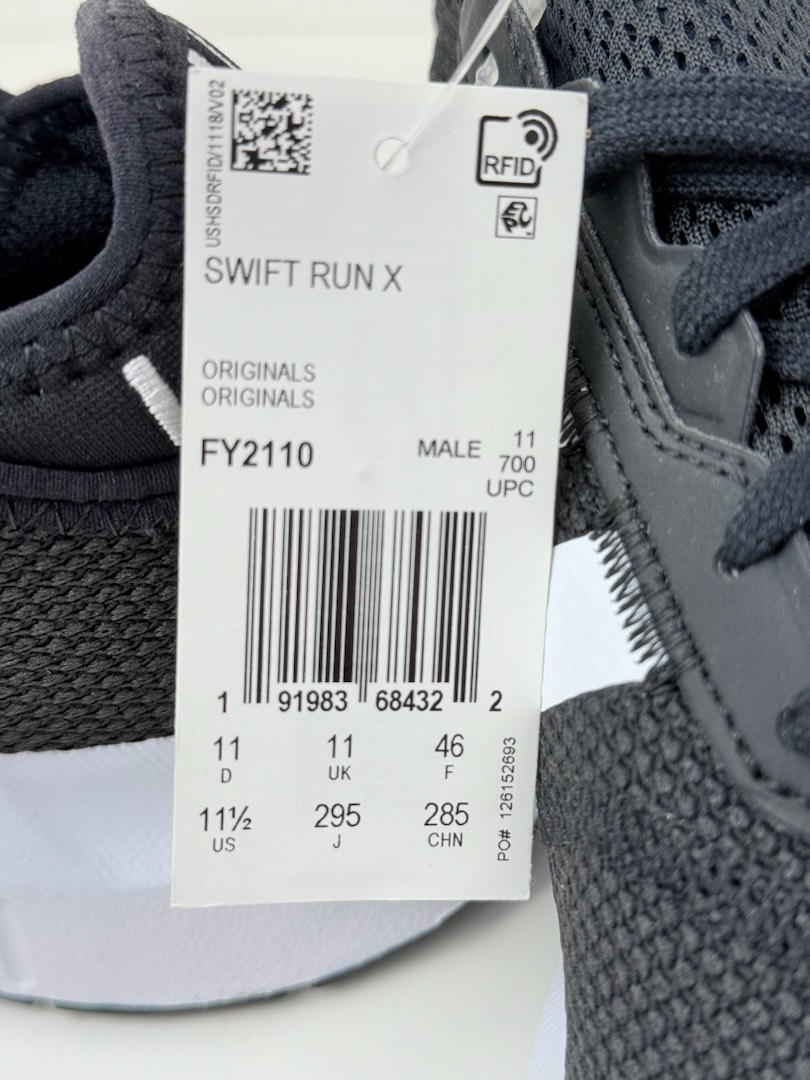 USHSDRFID/1118/V02
RFID
SWIFT RUN X
ORIGINALS
ORIGINALS
FY2110
MALE 11
700
UPC
1 91983 68432 2
11 11 46
D UK F
11½ 295 285
US J CHN
PO# 126152693